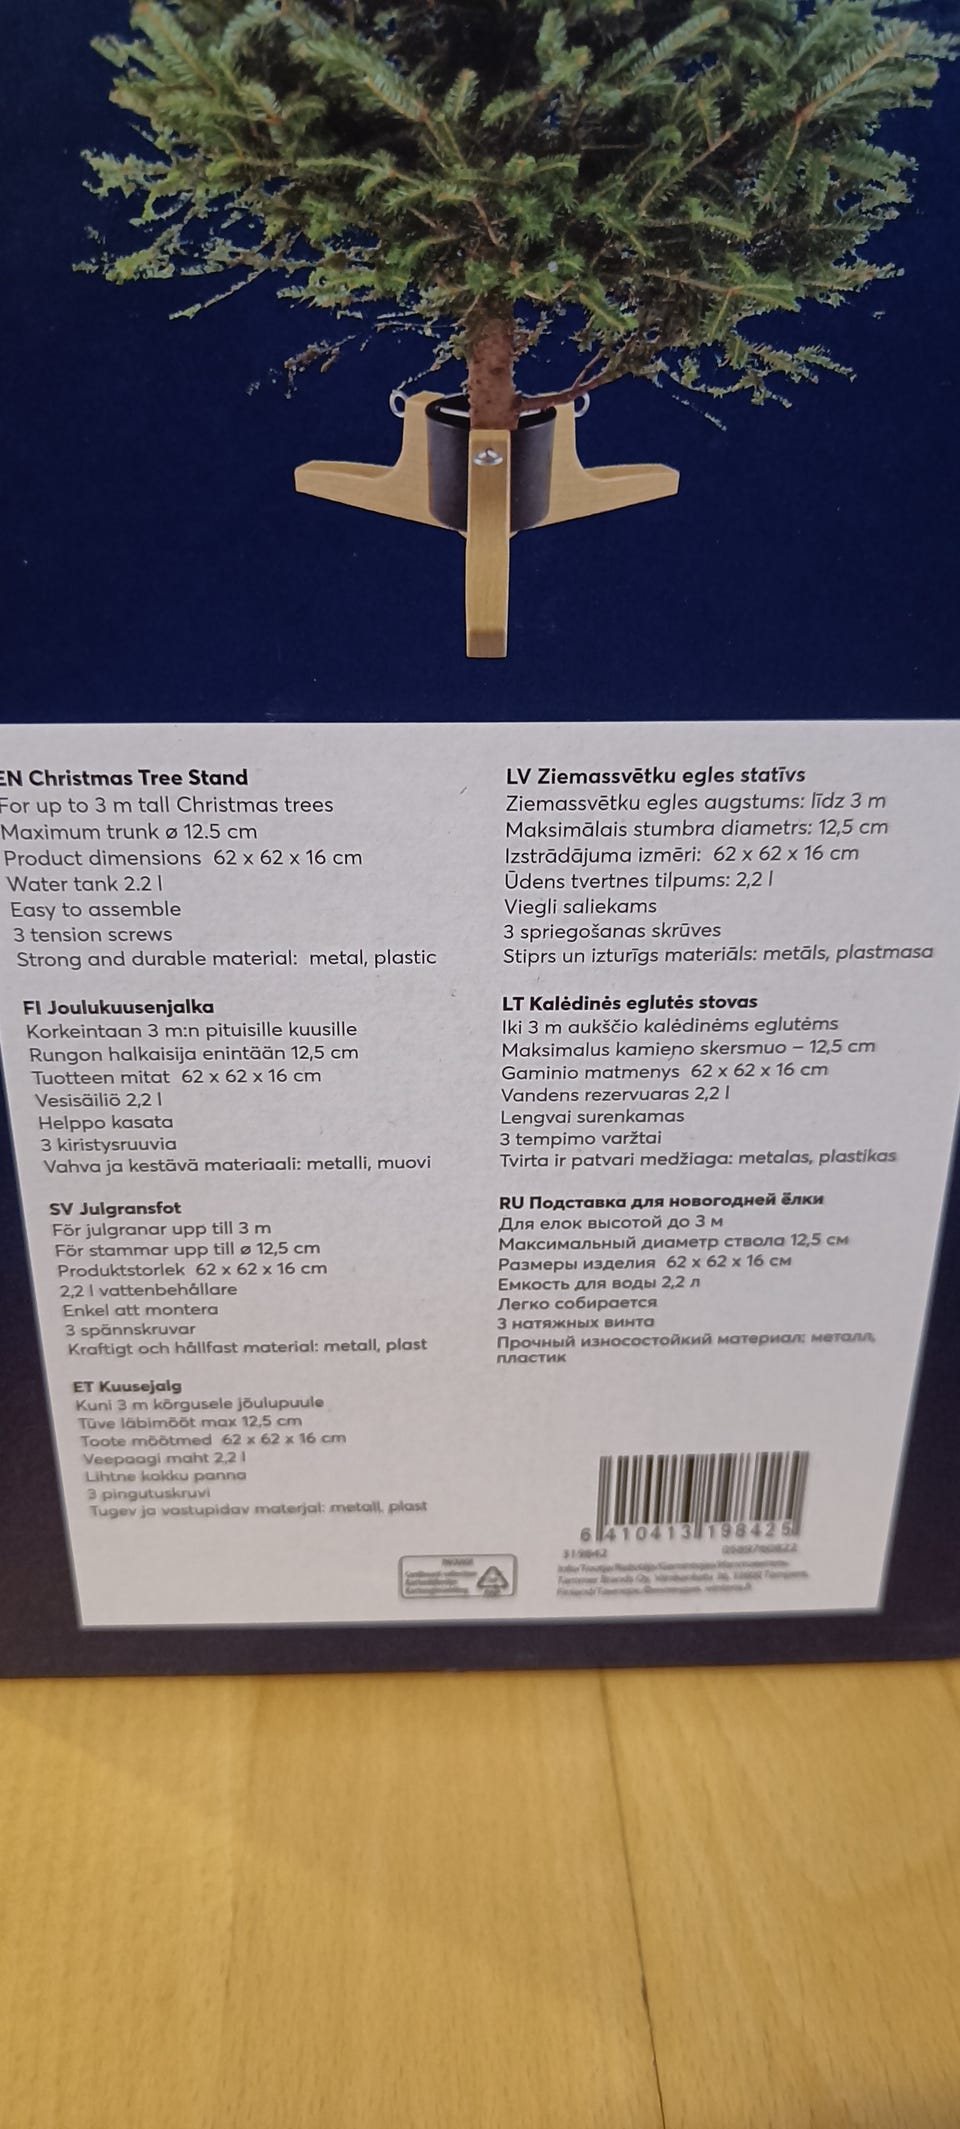 EN Christmas Tree Stand
For up to 3 m tall Christmas trees
Maximum trunk ø 12.5 cm
Product dimensions 62 x 62 x 16 cm
Water tank 2.2 l
Easy to assemble
3 tension screws
Strong and durable material: metal, plastic
FI Joulukuusenjalka
Korkeintaan 3 m:n pituisille kuusille
Rungon halkaisija enintään 12,5 cm
Tuotteen mitat 62 x 62 x 16 cm
Vesisäiliö 2,2 l
Helppo kasata
3 kiristysruuvia
Vahva ja kestävä materiaali: metalli, muovi
SV Julgransfot
För julgranar upp till 3 m
För stammar upp till ø 12,5 cm
Produktstorlek 62 x 62 x 16 cm
2,2 l vattenbehållare
Enkel att montera
3 spännskruvar
Kraftigt och hållfast material: metall, plast
ET Kuusejalg
Kuni 3 m kõrgusele jõulupuule
Tüve läbimõõt max 12,5 cm
Toote mõõtmed 62 x 62 x 16 cm
Veepaagi maht 2,2 l
Lihtne kokku panna
3 pingutuskruvi
Tugev ja vastupidav materjal: metall, plast
LV Ziemassvētku egles statīvs
Ziemassvētku egles augstums: līdz 3 m
Maksimālais stumbra diametrs: 12,5 cm
Izstrādājuma izmēri: 62 x 62 x 16 cm
Ūdens tvertnes tilpums: 2,2 l
Viegli saliekams
3 spriegošanas skrūves
Stiprs un izturīgs materiāls: metāls, plastmasa
LT Kalėdinės eglutės stovas
Iki 3 m aukščio kalėdinėms eglutėms
Maksimalus kamieno skersmuo – 12,5 cm
Gaminio matmenys 62 x 62 x 16 cm
Vandens rezervuaras 2,2 l
Lengvai surenkamas
3 tempimo varžtai
Tvirta ir patvari medžiaga: metalas, plastikas
RU Подставка для новогодней ёлки
Для елок высотой до 3 м
Максимальный диаметр ствола 12,5 см
Размеры изделия 62 x 62 x 16 см
Емкость для воды 2,2 л
Легко собирается
3 натяжных винта
Прочный износостойкий материал: металл,
пластик
6 410413 198425
319842